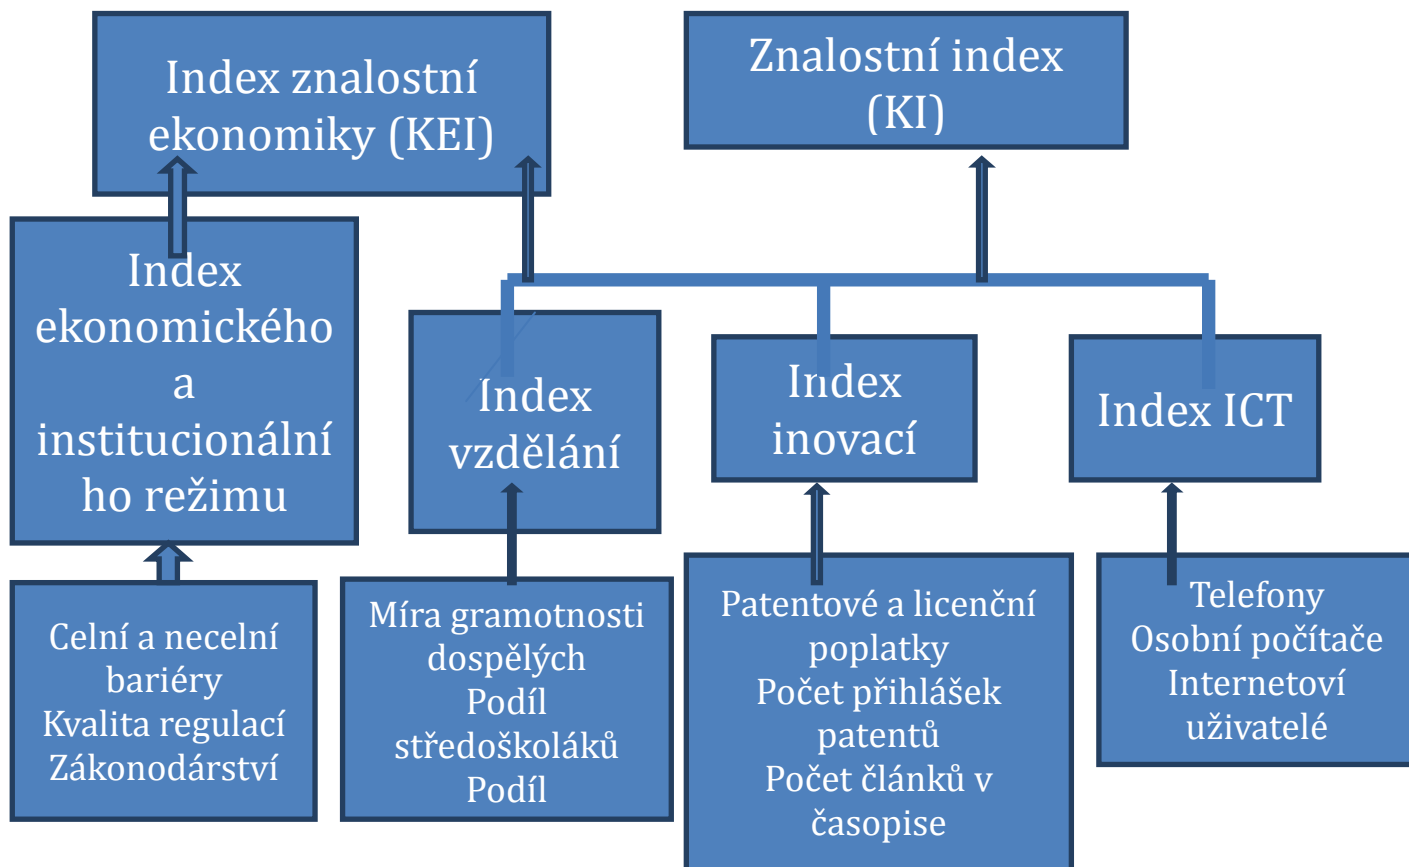 Index znalostní
ekonomiky (KEI)
Znalostní index
(KI)
Index
ekonomického
a
institucionální
ho režimu
Index
vzdělání
Index
inovací
Index ICT
Celní a necelní
bariéry
Kvalita regulací
Zákonodárství
Míra gramotnosti
dospělých
Podíl
středoškoláků
Podíl
Patentové a licenční
poplatky
Počet přihlášek
patentů
Počet článků v
časopise
Telefony
Osobní počítače
Internetoví
uživatelé